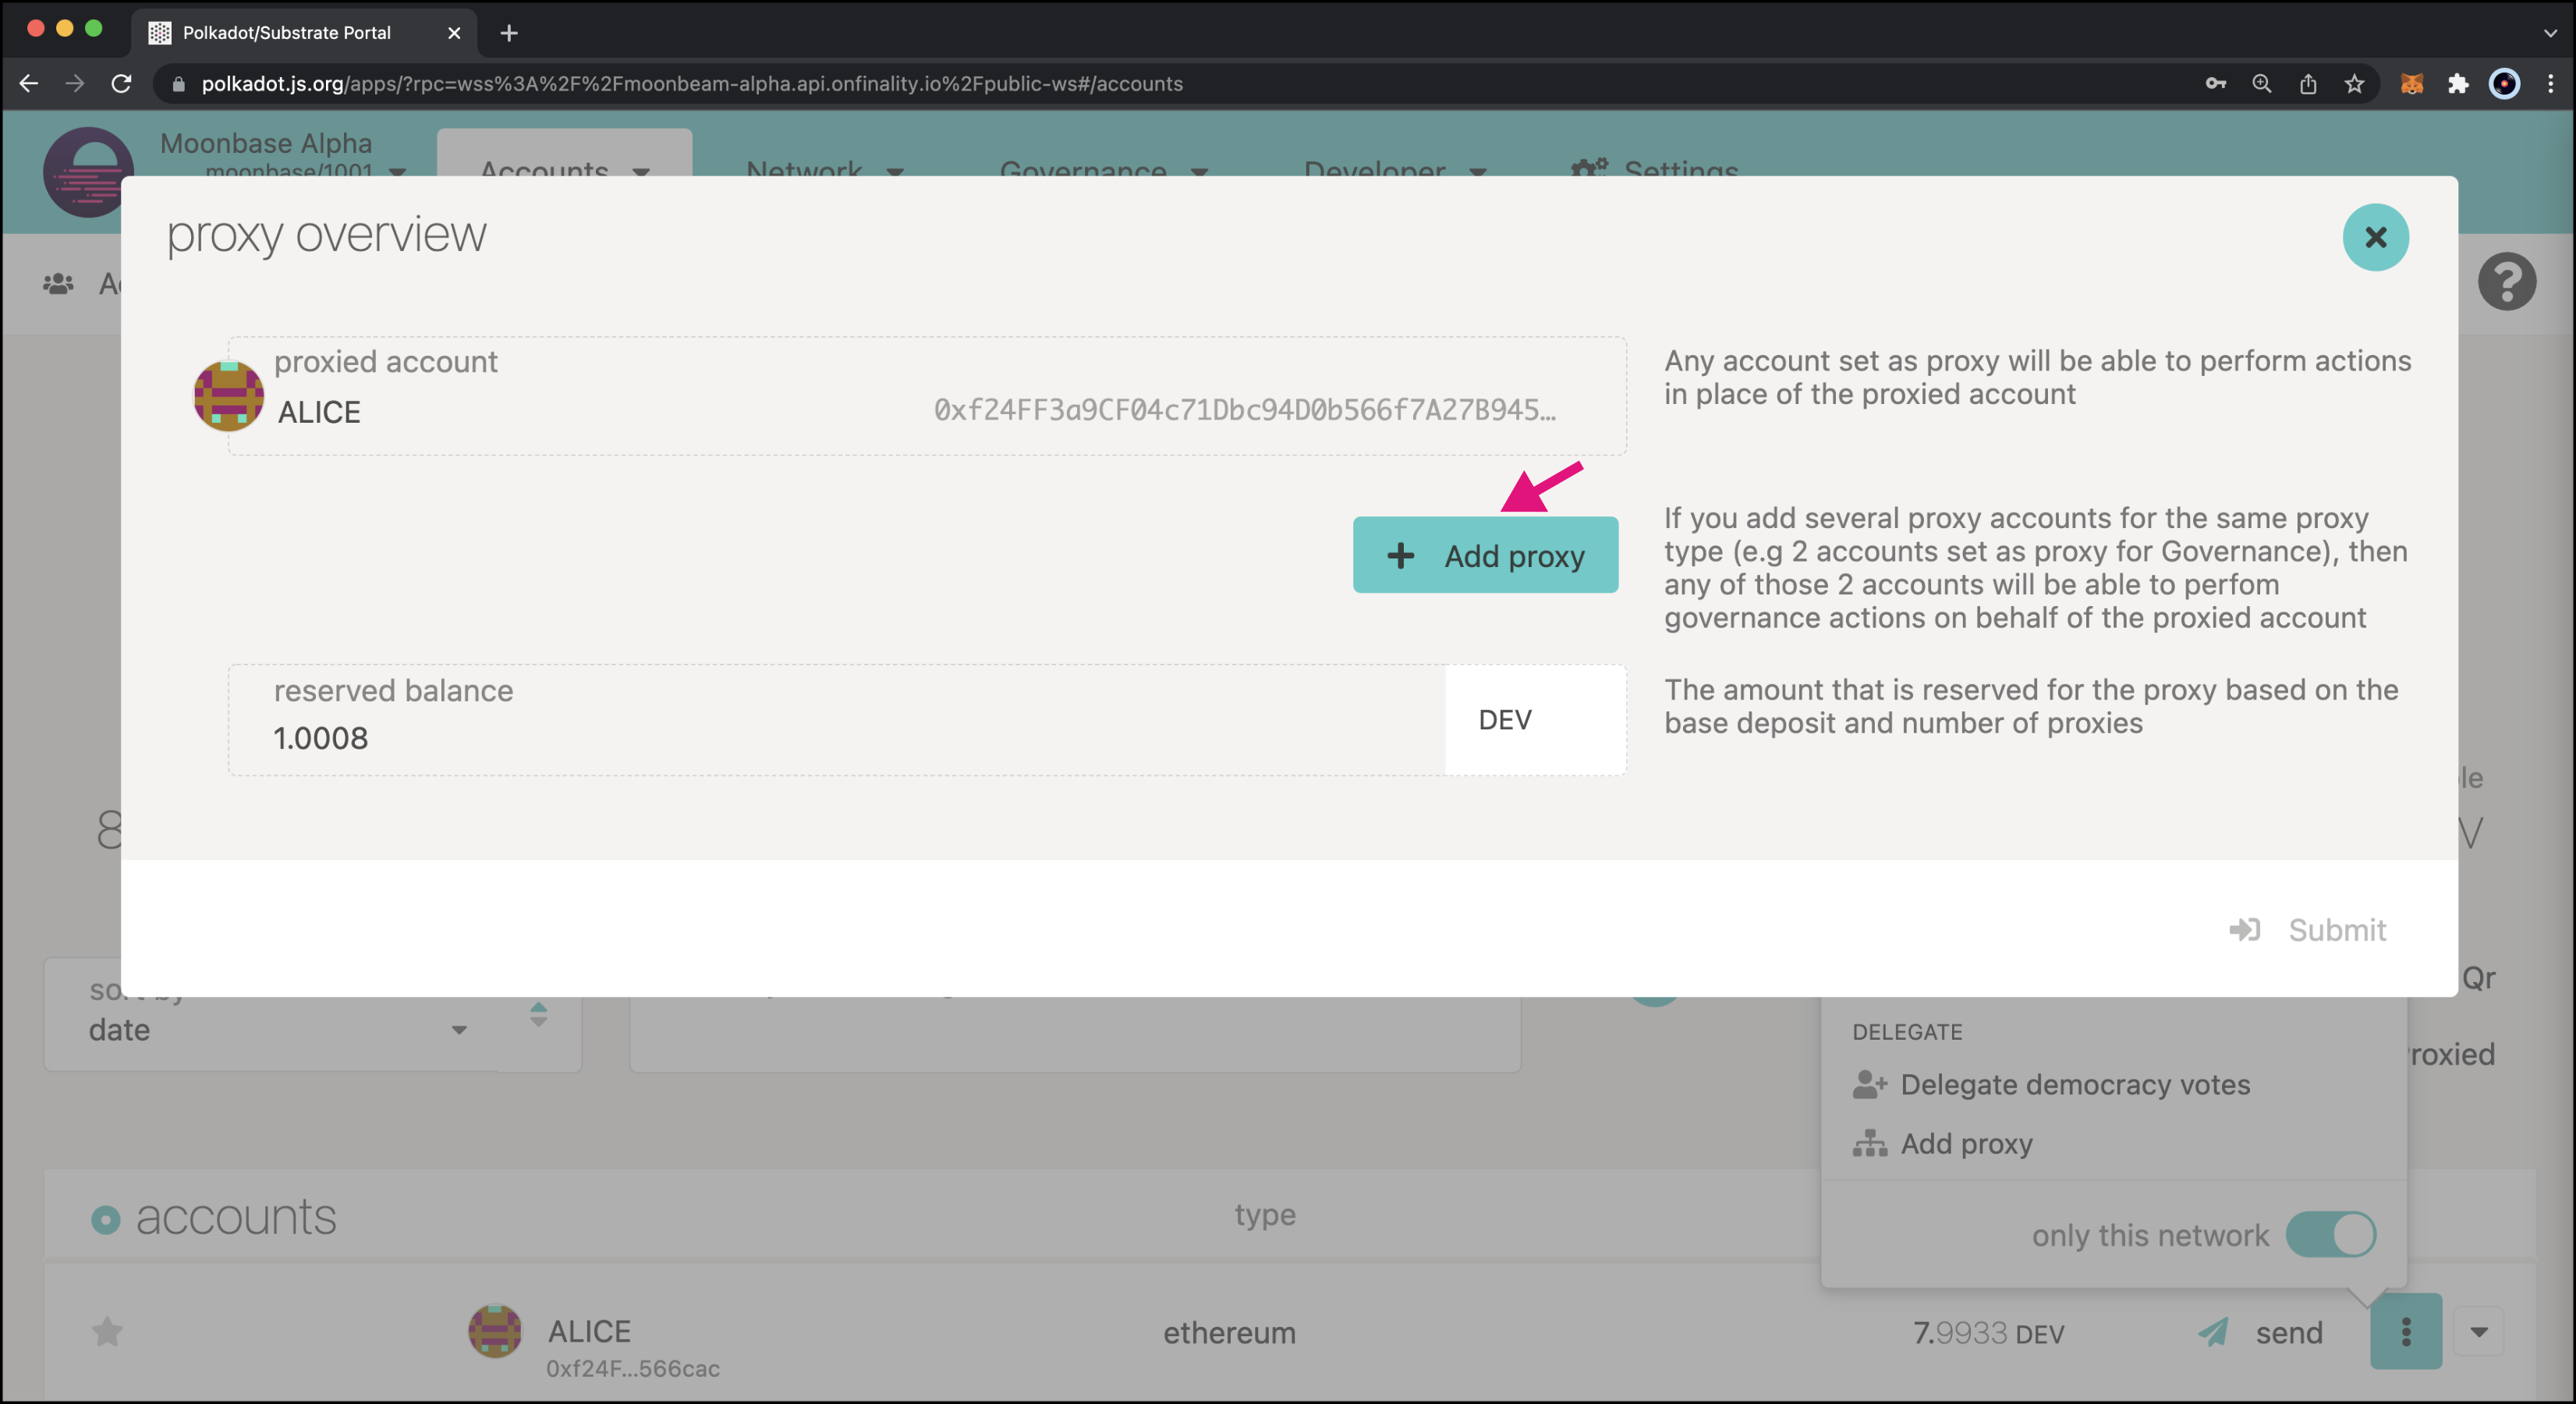 Polkadot/Substrate Portal
polkadot.js.org/apps/?rpc=wss%3A%2F%2Fmoonbeam-alpha.api.onfinality.io%2Fpublic-ws#/accounts
Moonbase Alpha
moonbase/1001
Accounts
Network
Governance
Developer
Settings
proxy overview
proxied account
ALICE
0xf24FF3a9CF04c71Dbc94D0b566f7A27B945…
Any account set as proxy will be able to perform actions
in place of the proxied account
Add proxy
If you add several proxy accounts for the same proxy
type (e.g 2 accounts set as proxy for Governance), then
any of those 2 accounts will be able to perfom
governance actions on behalf of the proxied account
reserved balance
1.0008
DEV
The amount that is reserved for the proxy based on the
base deposit and number of proxies
Submit
sort by
date
Qr
DELEGATE
roxied
Delegate democracy votes
Add proxy
only this network
accounts
type
ALICE
0xf24F...566cac
ethereum
7.9933 DEV
send